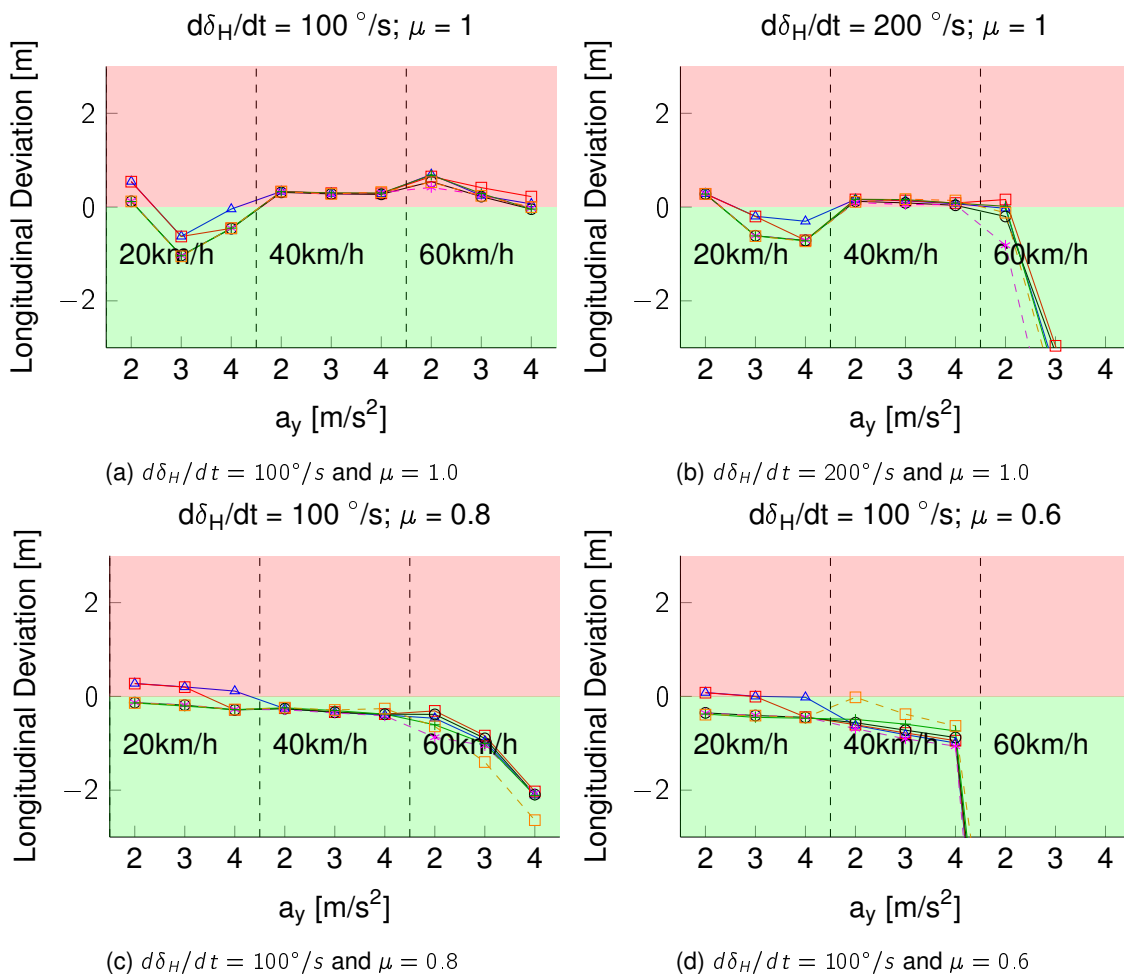 dδH/dt = 100 °/s; μ = 1
Longitudinal Deviation [m]
2
0
−2
20km/h
40km/h
60km/h
2 3 4 2 3 4 2 3 4
ay [m/s²]
(a) dδH/dt = 100°/s and μ = 1.0
dδH/dt = 200 °/s; μ = 1
Longitudinal Deviation [m]
2
0
−2
20km/h
40km/h
60km/h
2 3 4 2 3 4 2 3 4
ay [m/s²]
(b) dδH/dt = 200°/s and μ = 1.0
dδH/dt = 100 °/s; μ = 0.8
Longitudinal Deviation [m]
2
0
−2
20km/h
40km/h
60km/h
2 3 4 2 3 4 2 3 4
ay [m/s²]
(c) dδH/dt = 100°/s and μ = 0.8
dδH/dt = 100 °/s; μ = 0.6
Longitudinal Deviation [m]
2
0
−2
20km/h
40km/h
60km/h
2 3 4 2 3 4 2 3 4
ay [m/s²]
(d) dδH/dt = 100°/s and μ = 0.6